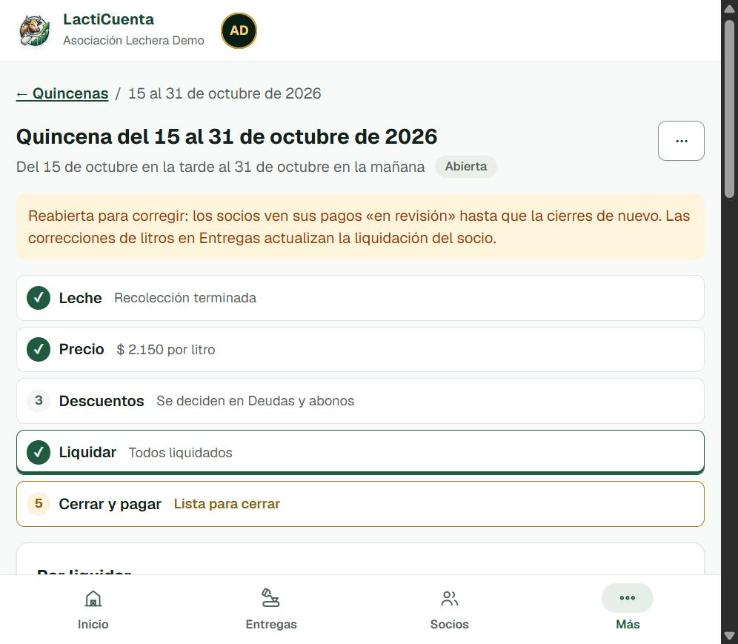 LactiCuenta
Asociación Lechera Demo
AD
← Quincenas / 15 al 31 de octubre de 2026
Quincena del 15 al 31 de octubre de 2026
...
Del 15 de octubre en la tarde al 31 de octubre en la mañana Abierta
Reabierta para corregir: los socios ven sus pagos «en revisión» hasta que la cierres de nuevo. Las
correcciones de litros en Entregas actualizan la liquidación del socio.
Leche Recolección terminada
Precio $ 2.150 por litro
3 Descuentos Se deciden en Deudas y abonos
Liquidar Todos liquidados
5 Cerrar y pagar Lista para cerrar
Por liquidar
Inicio
Entregas
Socios
Más